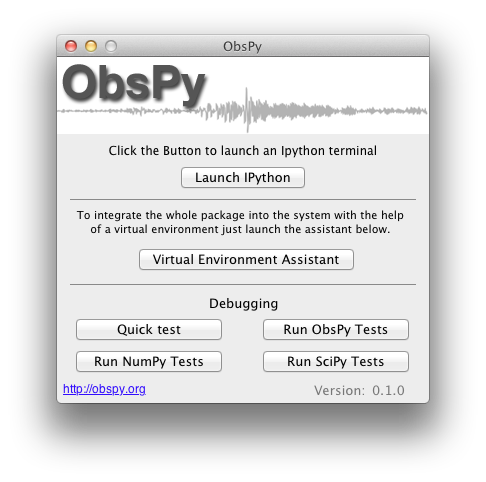 ObsPy
ObsPy
Click the Button to launch an Ipython terminal
Launch IPython
To integrate the whole package into the system with the help
of a virtual environment just launch the assistant below.
Virtual Environment Assistant
Debugging
Quick test
Run ObsPy Tests
Run NumPy Tests
Run SciPy Tests
http://obspy.org
Version: 0.1.0